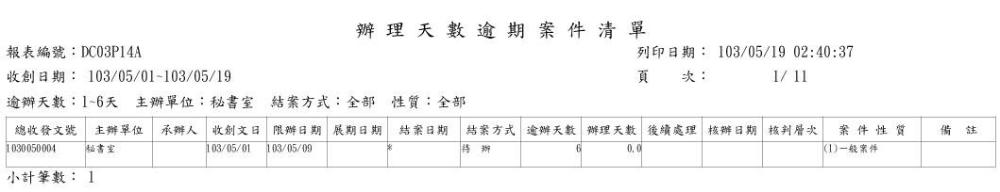 辦理天數逾期案件清單
報表編號：DC03P14A 列印日期： 103/05/19 02:40:37
收創日期： 103/05/01~103/05/19 頁 次： 1/ 11
逾辦天數：1~6天 主辦單位：秘書室 結案方式：全部 性質：全部
總收發文號 主辦單位 承辦人 收創文日 限辦日期 展期日期 結案日期 結案方式 逾辦天數 辦理天數 後續處理 核辦日期 核判層次 案件性質 備註
1030050004 秘書室 103/05/01 103/05/09 * 待 辦 6 0.0 (1)一般案件
小計筆數： 1